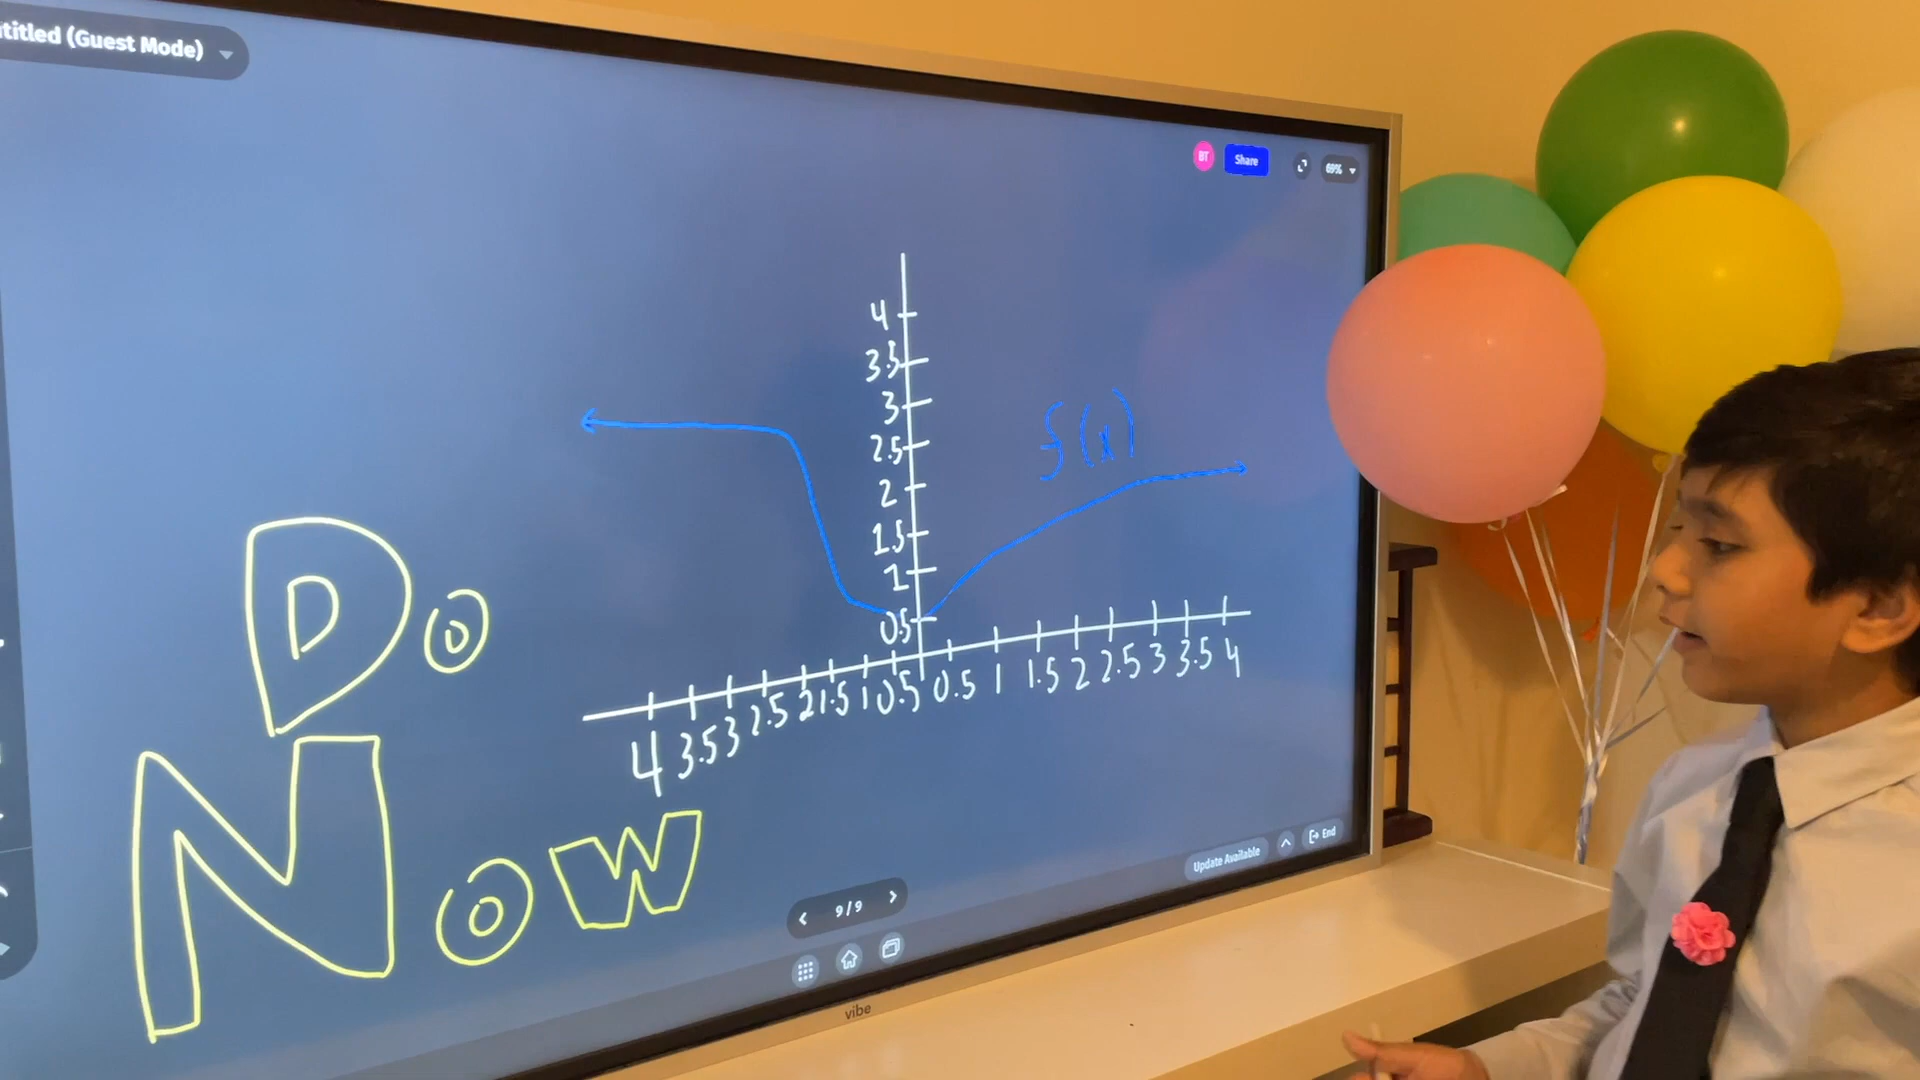 titled (Guest Mode)
BT
Share
69%
4
3.5
3
2.5
2
1.5
1
0.5
f(x)
4 3.5 3 2.5 2 1.5 1 0.5 0.5 1 1.5 2 2.5 3 3.5 4
Do
Now
Update Available
End
9/9
vibe